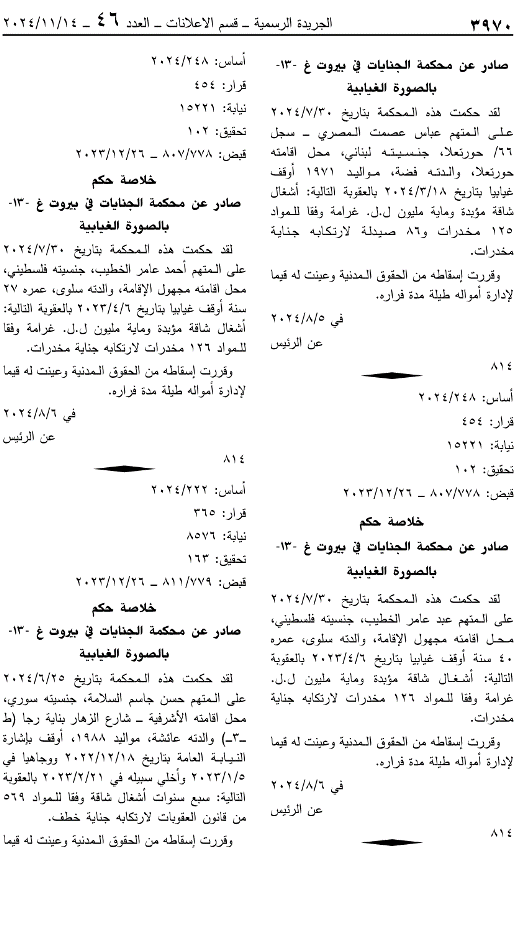 ٣٩٧٠
الجريدة الرسمية ــ قسم الاعلانات ــ العدد ٤٦ ــ ٢٠٢٤/١١/١٤
صادر عن محكمة الجنايات في بيروت غ -١٣-
بالصورة الغيابية
لقد حكمت هذه المحكمة بتاريخ ٢٠٢٤/٧/٣٠
على المتهم عباس عصمت المصري ــ سجل
٦٦/ حورتعلا، جنسيته لبناني، محل اقامته
حورتعلا، والدته فضة، مواليد ١٩٧١ أوقف
غيابيا بتاريخ ٢٠٢٤/٣/١٨ بالعقوبة التالية: أشغال
شاقة مؤبدة وماية مليون ل.ل. غرامة وفقا للمواد
١٢٥ مخدرات و٨٦ صيدلة لارتكابه جناية
مخدرات.
وقررت إسقاطه من الحقوق المدنية وعينت له قيما
لإدارة أمواله طيلة مدة فراره.
في ٢٠٢٤/٨/٥
عن الرئيس
٨١٤
أساس: ٢٠٢٤/٢٤٨
قرار: ٤٥٤
نيابة: ١٥٢٢١
تحقيق: ١٠٢
قبض: ٨٠٧/٧٧٨ ــ ٢٠٢٣/١٢/٢٦
خلاصة حكم
صادر عن محكمة الجنايات في بيروت غ -١٣-
بالصورة الغيابية
لقد حكمت هذه المحكمة بتاريخ ٢٠٢٤/٧/٣٠
على المتهم عبد عامر الخطيب، جنسيته فلسطيني،
محل اقامته مجهول الإقامة، والدته سلوى، عمره
٤٠ سنة أوقف غيابيا بتاريخ ٢٠٢٣/٤/٦ بالعقوبة
التالية: أشغال شاقة مؤبدة وماية مليون ل.ل.
غرامة وفقا للمواد ١٢٦ مخدرات لارتكابه جناية
مخدرات.
وقررت إسقاطه من الحقوق المدنية وعينت له قيما
لإدارة أمواله طيلة مدة فراره.
في ٢٠٢٤/٨/٦
عن الرئيس
٨١٤
أساس: ٢٠٢٤/٢٤٨
قرار: ٤٥٤
نيابة: ١٥٢٢١
تحقيق: ١٠٢
قبض: ٨٠٧/٧٧٨ ــ ٢٠٢٣/١٢/٢٦
خلاصة حكم
صادر عن محكمة الجنايات في بيروت غ -١٣-
بالصورة الغيابية
لقد حكمت هذه المحكمة بتاريخ ٢٠٢٤/٧/٣٠
على المتهم أحمد عامر الخطيب، جنسيته فلسطيني،
محل اقامته مجهول الإقامة، والدته سلوى، عمره ٢٧
سنة أوقف غيابيا بتاريخ ٢٠٢٣/٤/٦ بالعقوبة التالية:
أشغال شاقة مؤبدة وماية مليون ل.ل. غرامة وفقا
للمواد ١٢٦ مخدرات لارتكابه جناية مخدرات.
وقررت إسقاطه من الحقوق المدنية وعينت له قيما
لإدارة أمواله طيلة مدة فراره.
في ٢٠٢٤/٨/٦
عن الرئيس
٨١٤
أساس: ٢٠٢٤/٢٢٢
قرار: ٣٦٥
نيابة: ٨٥٧٦
تحقيق: ١٦٣
قبض: ٨١١/٧٧٩ ــ ٢٠٢٣/١٢/٢٦
خلاصة حكم
صادر عن محكمة الجنايات في بيروت غ -١٣-
بالصورة الغيابية
لقد حكمت هذه المحكمة بتاريخ ٢٠٢٤/٦/٢٥
على المتهم حسن جاسم السلامة، جنسيته سوري،
محل اقامته الأشرفية ــ شارع الزهار بناية رجا (ط
ــ٣ــ) والدته عائشة، مواليد ١٩٨٨، أوقف بإشارة
النيابة العامة بتاريخ ٢٠٢٢/١٢/١٨ ووجاهيا في
٢٠٢٣/١/٥ وأخلي سبيله في ٢٠٢٣/٢/٢١ بالعقوبة
التالية: سبع سنوات أشغال شاقة وفقا للمواد ٥٦٩
من قانون العقوبات لارتكابه جناية خطف.
وقررت إسقاطه من الحقوق المدنية وعينت له قيما